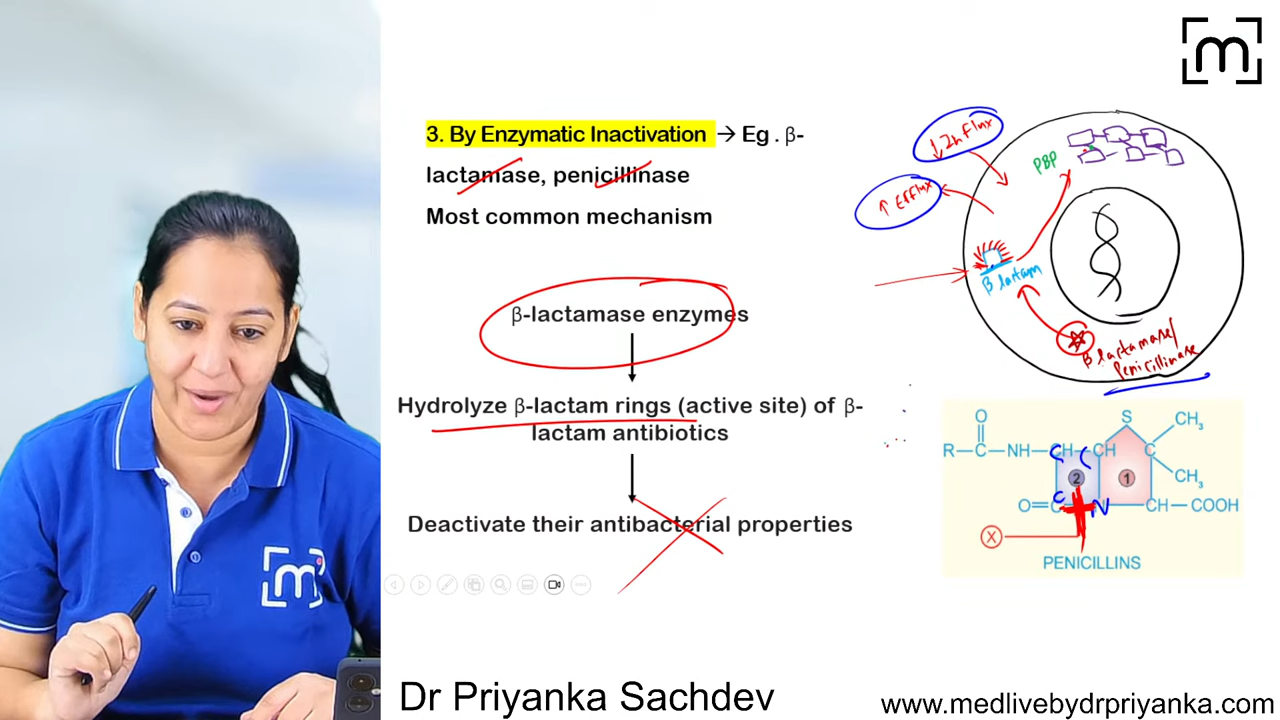 m
3. By Enzymatic Inactivation → Eg . β-
lactamase, penicillinase
Most common mechanism
β-lactamase enzymes
Hydrolyze β-lactam rings (active site) of β-
lactam antibiotics
Deactivate their antibacterial properties
↓Influx
↑ Efflux
PBP
β lactam
β lactamase/
Penicillinase
O S CH₃
R—C—NH—CH CH C
2 1 CH₃
O=C N CH—COOH
X
PENICILLINS
m
Dr Priyanka Sachdev
www.medlivebydrpriyanka.com